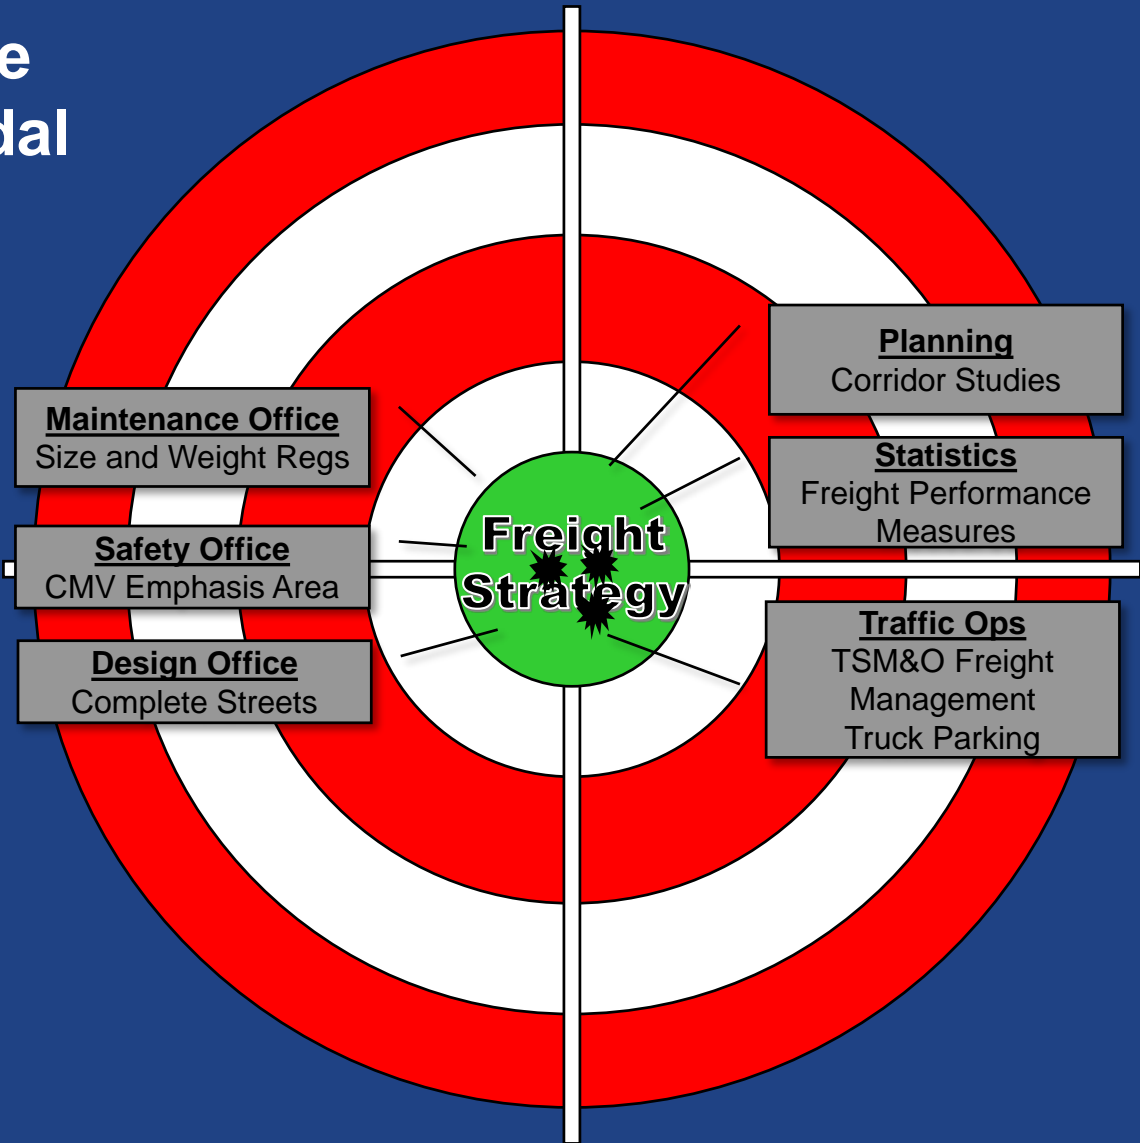 e
dal
Maintenance Office
Size and Weight Regs
Safety Office
CMV Emphasis Area
Design Office
Complete Streets
Freight
Strategy
Planning
Corridor Studies
Statistics
Freight Performance
Measures
Traffic Ops
TSM&O Freight
Management
Truck Parking